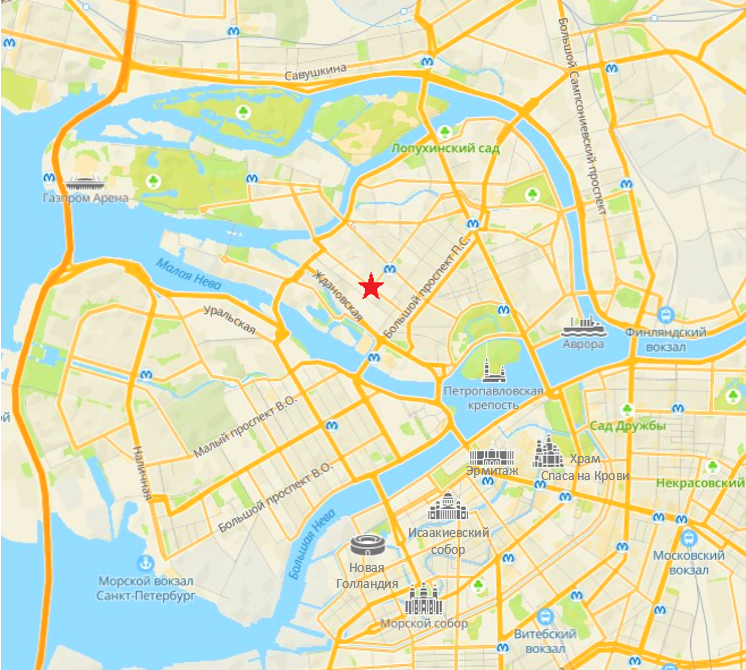 Савушкина
Большой Сампсониевский проспект
Лопухинский сад
Газпром Арена
Малая Нева
Ждановская
Большой проспект П.С.
Уральская
Аврора
Финляндский
вокзал
Петропавловская
крепость
Малый проспект В.О.
Сад Дружбы
Наличная
Большой проспект В.О.
Эрмитаж
Храм
Спаса на Крови
Некрасовский
Большая Нева
Исаакиевский
собор
Новая
Голландия
Московский
вокзал
Морской вокзал
Санкт-Петербург
Морской собор
Витебский
вокзал